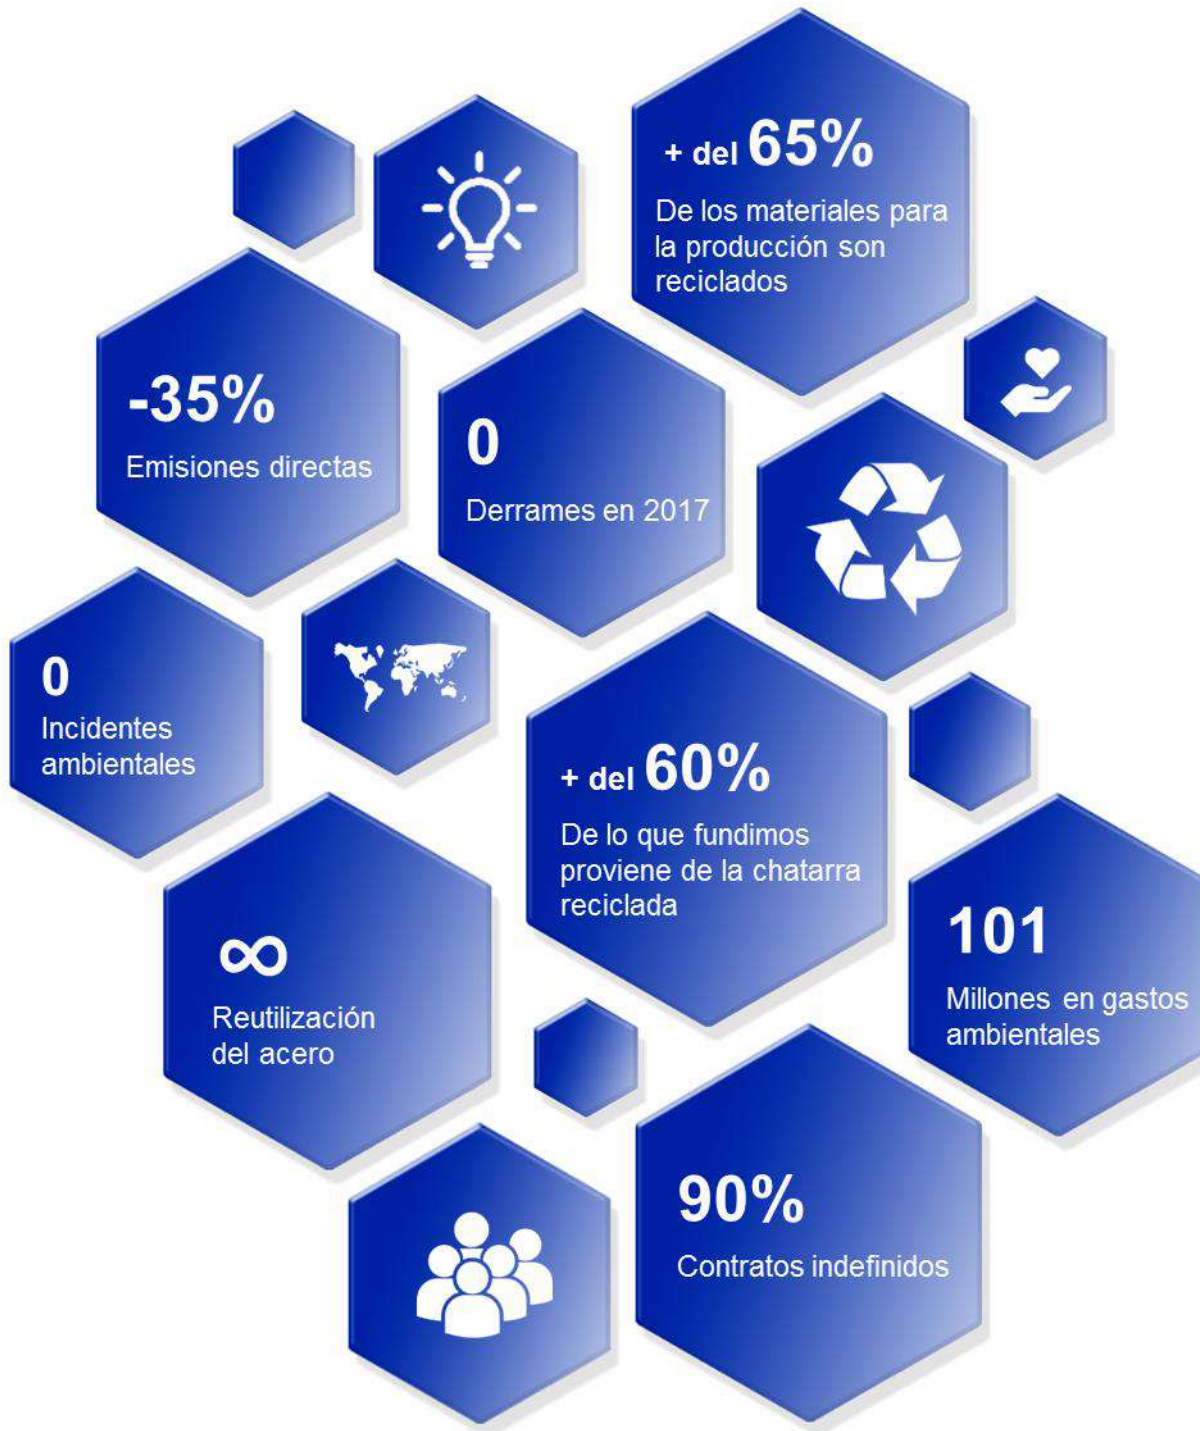 + del 65%
De los materiales para
la producción son
reciclados
-35%
Emisiones directas
0
Derrames en 2017
0
Incidentes
ambientales
+ del 60%
De lo que fundimos
proviene de la chatarra
reciclada
∞
Reutilización
del acero
101
Millones en gastos
ambientales
90%
Contratos indefinidos